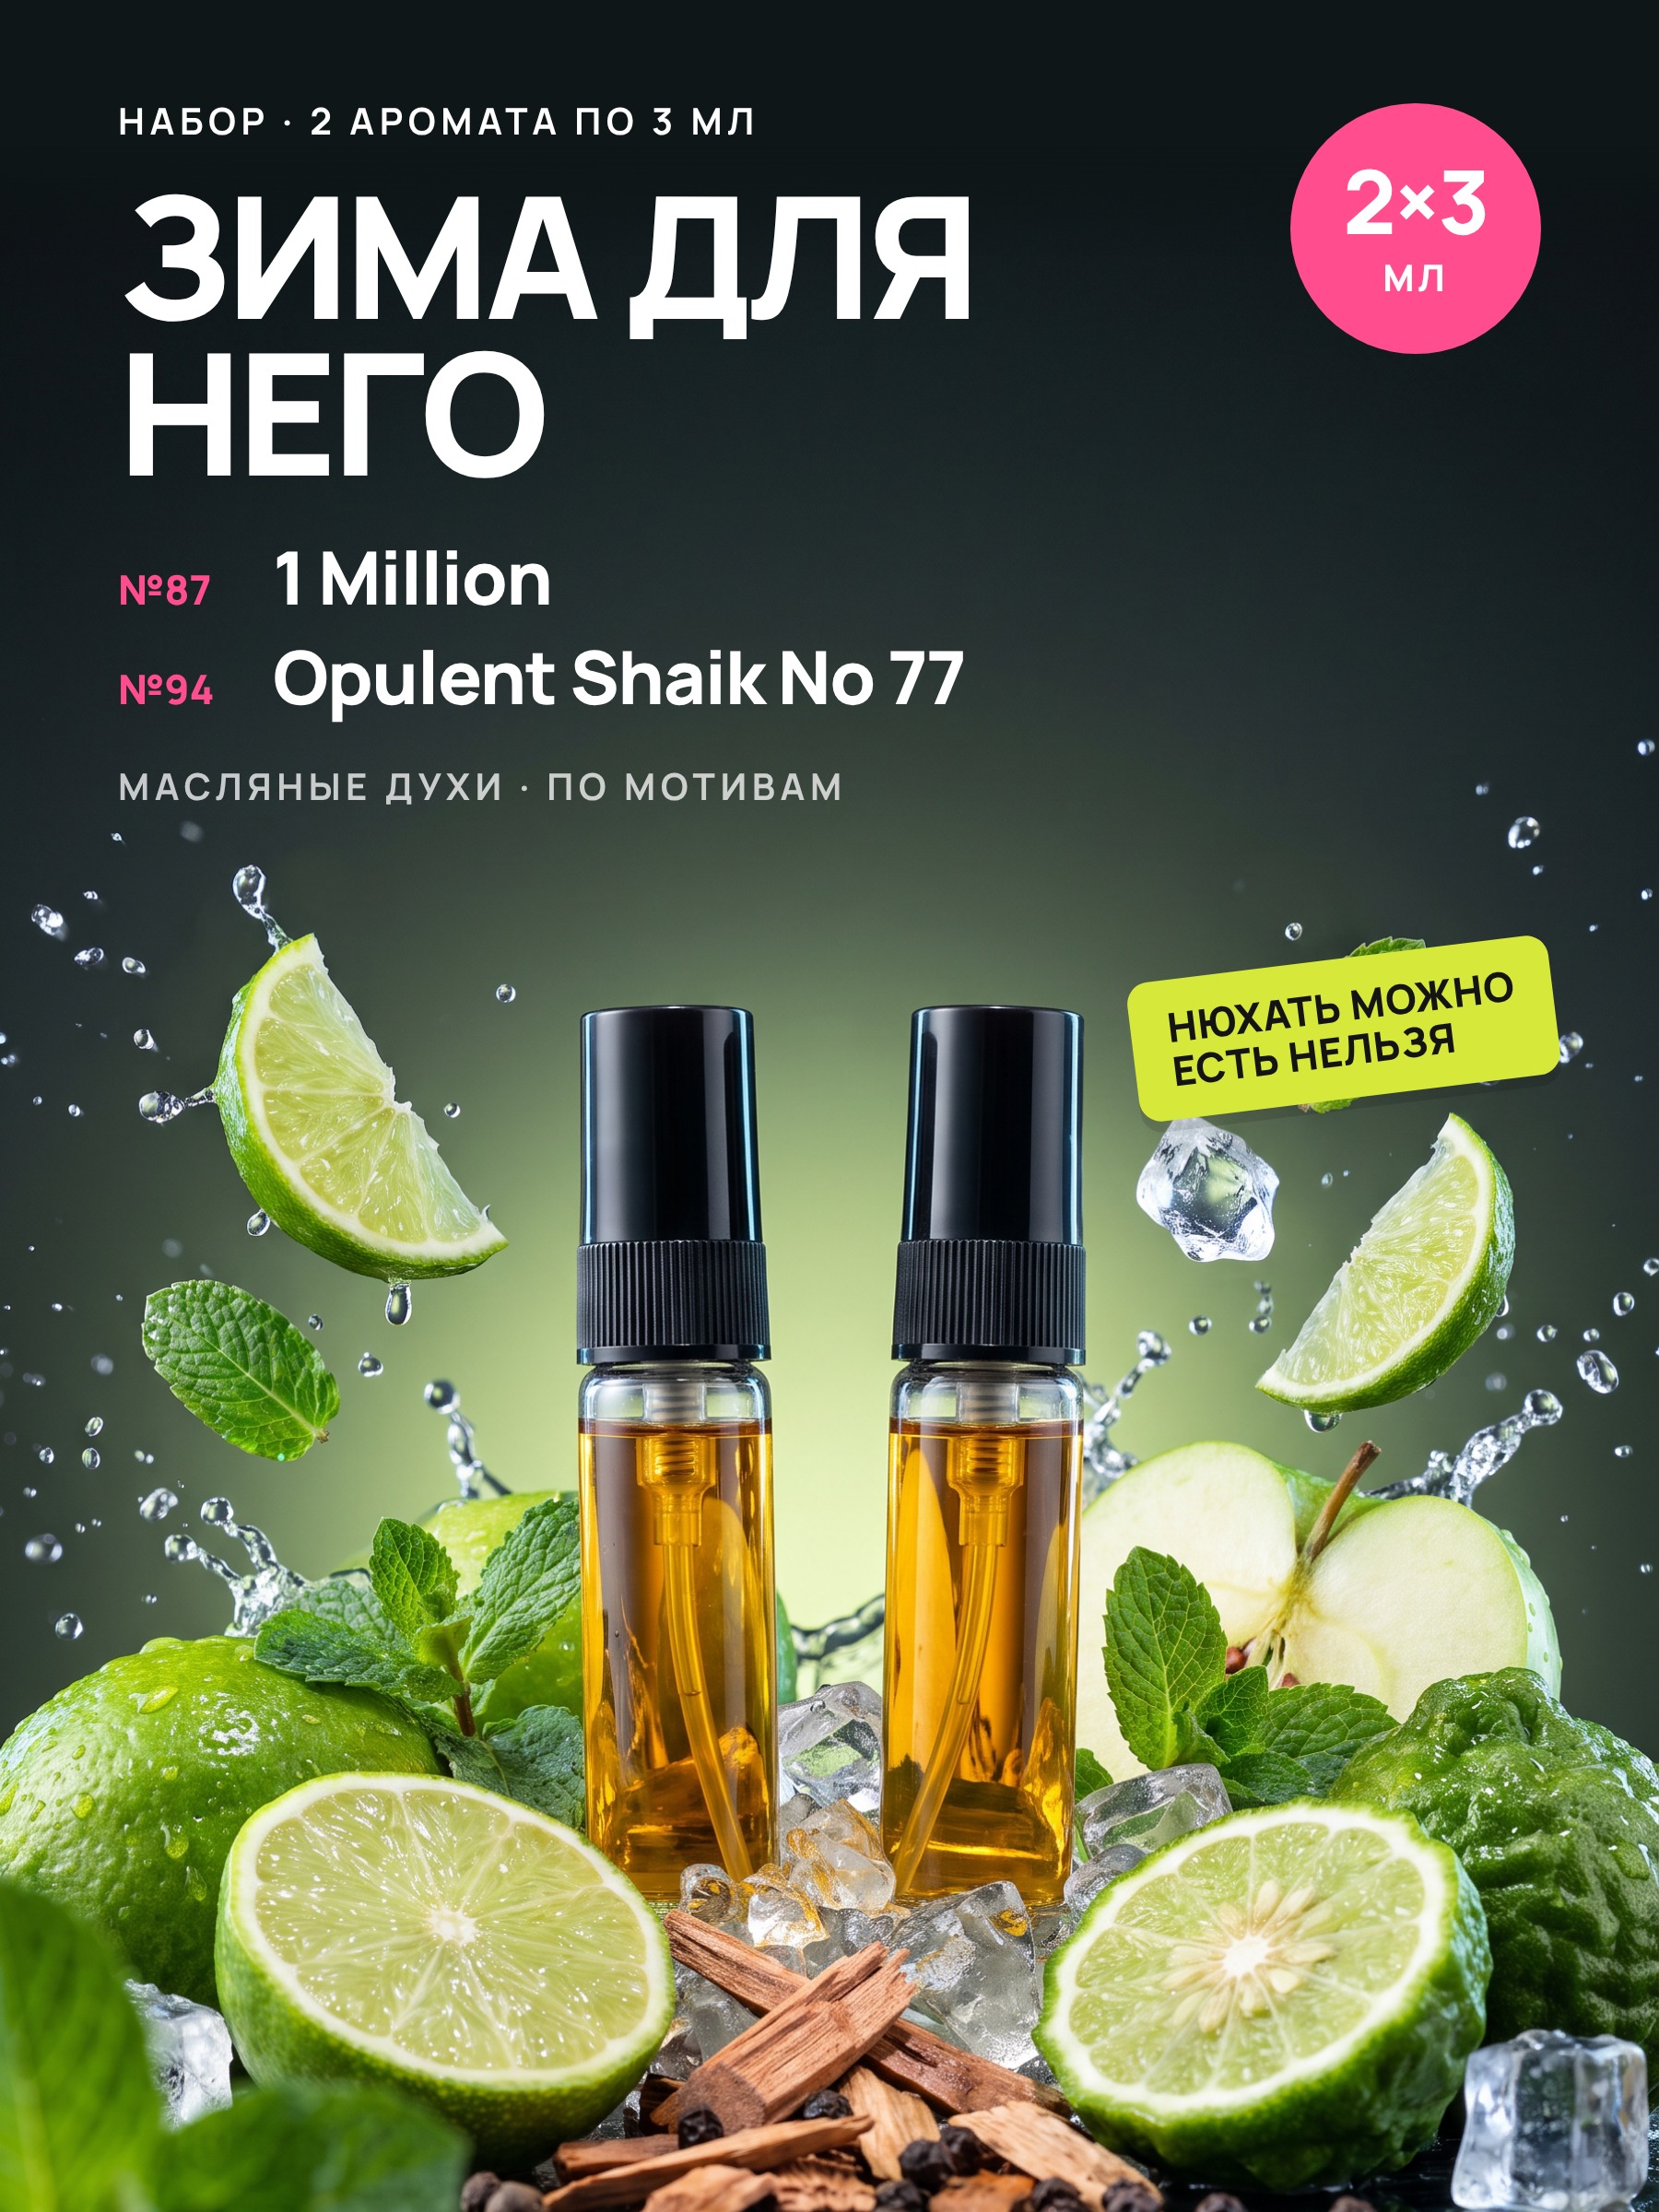 НАБОР · 2 АРОМАТА ПО 3 МЛ
2×3
МЛ
ЗИМА ДЛЯ
НЕГО
№87 1 Million
№94 Opulent Shaik No 77
МАСЛЯНЫЕ ДУХИ · ПО МОТИВАМ
НЮХАТЬ МОЖНО
ЕСТЬ НЕЛЬЗЯ